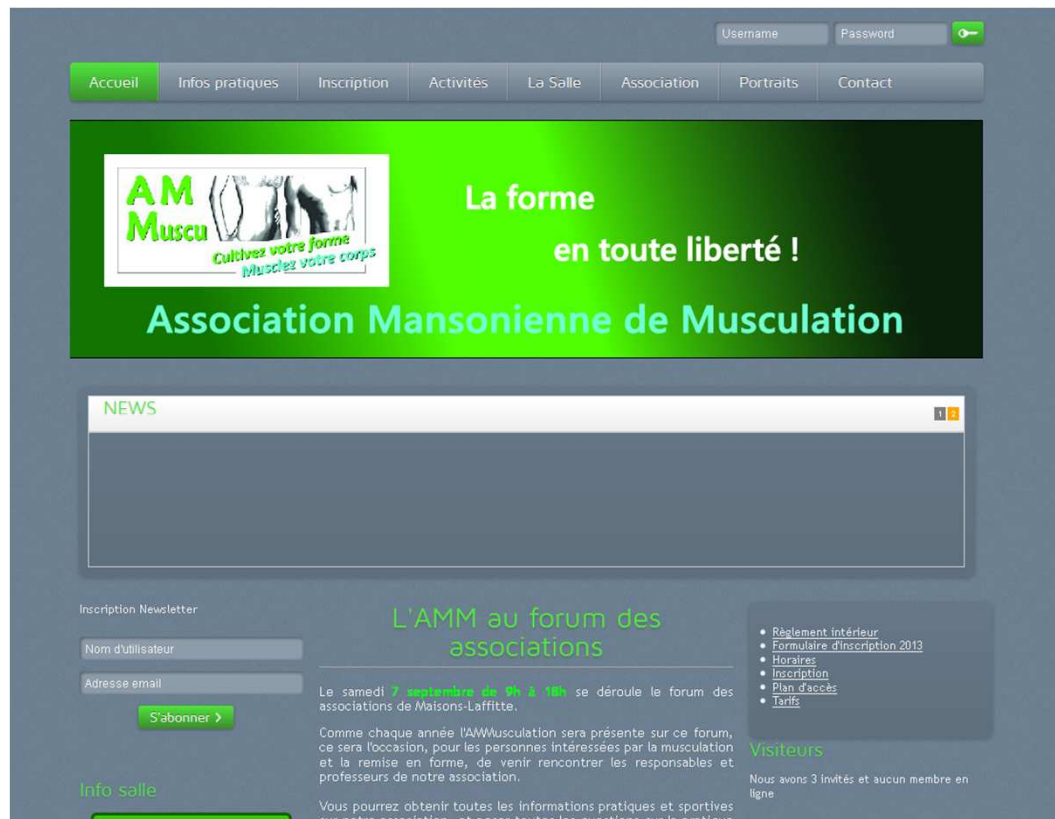 Username Password
Accueil Infos pratiques Inscription Activités La Salle Association Portraits Contact
AM
Muscu
Cultivez votre forme
Musclez votre corps
La forme
en toute liberté !
Association Mansonienne de Musculation
NEWS
1 2
Inscription Newsletter
Nom d'utilisateur
Adresse email
S'abonner >
Info salle
L'AMM au forum des
associations
Le samedi 7 septembre de 9h à 18h se déroule le forum des
associations de Maisons-Laffitte.
Comme chaque année l'AMMusculation sera présente sur ce forum,
ce sera l'occasion, pour les personnes intéressées par la musculation
et la remise en forme, de venir rencontrer les responsables et
professeurs de notre association.
Vous pourrez obtenir toutes les informations pratiques et sportives
Règlement intérieur
Formulaire d'inscription 2013
Horaires
Inscription
Plan d'accès
Tarifs
Visiteurs
Nous avons 3 invités et aucun membre en
ligne